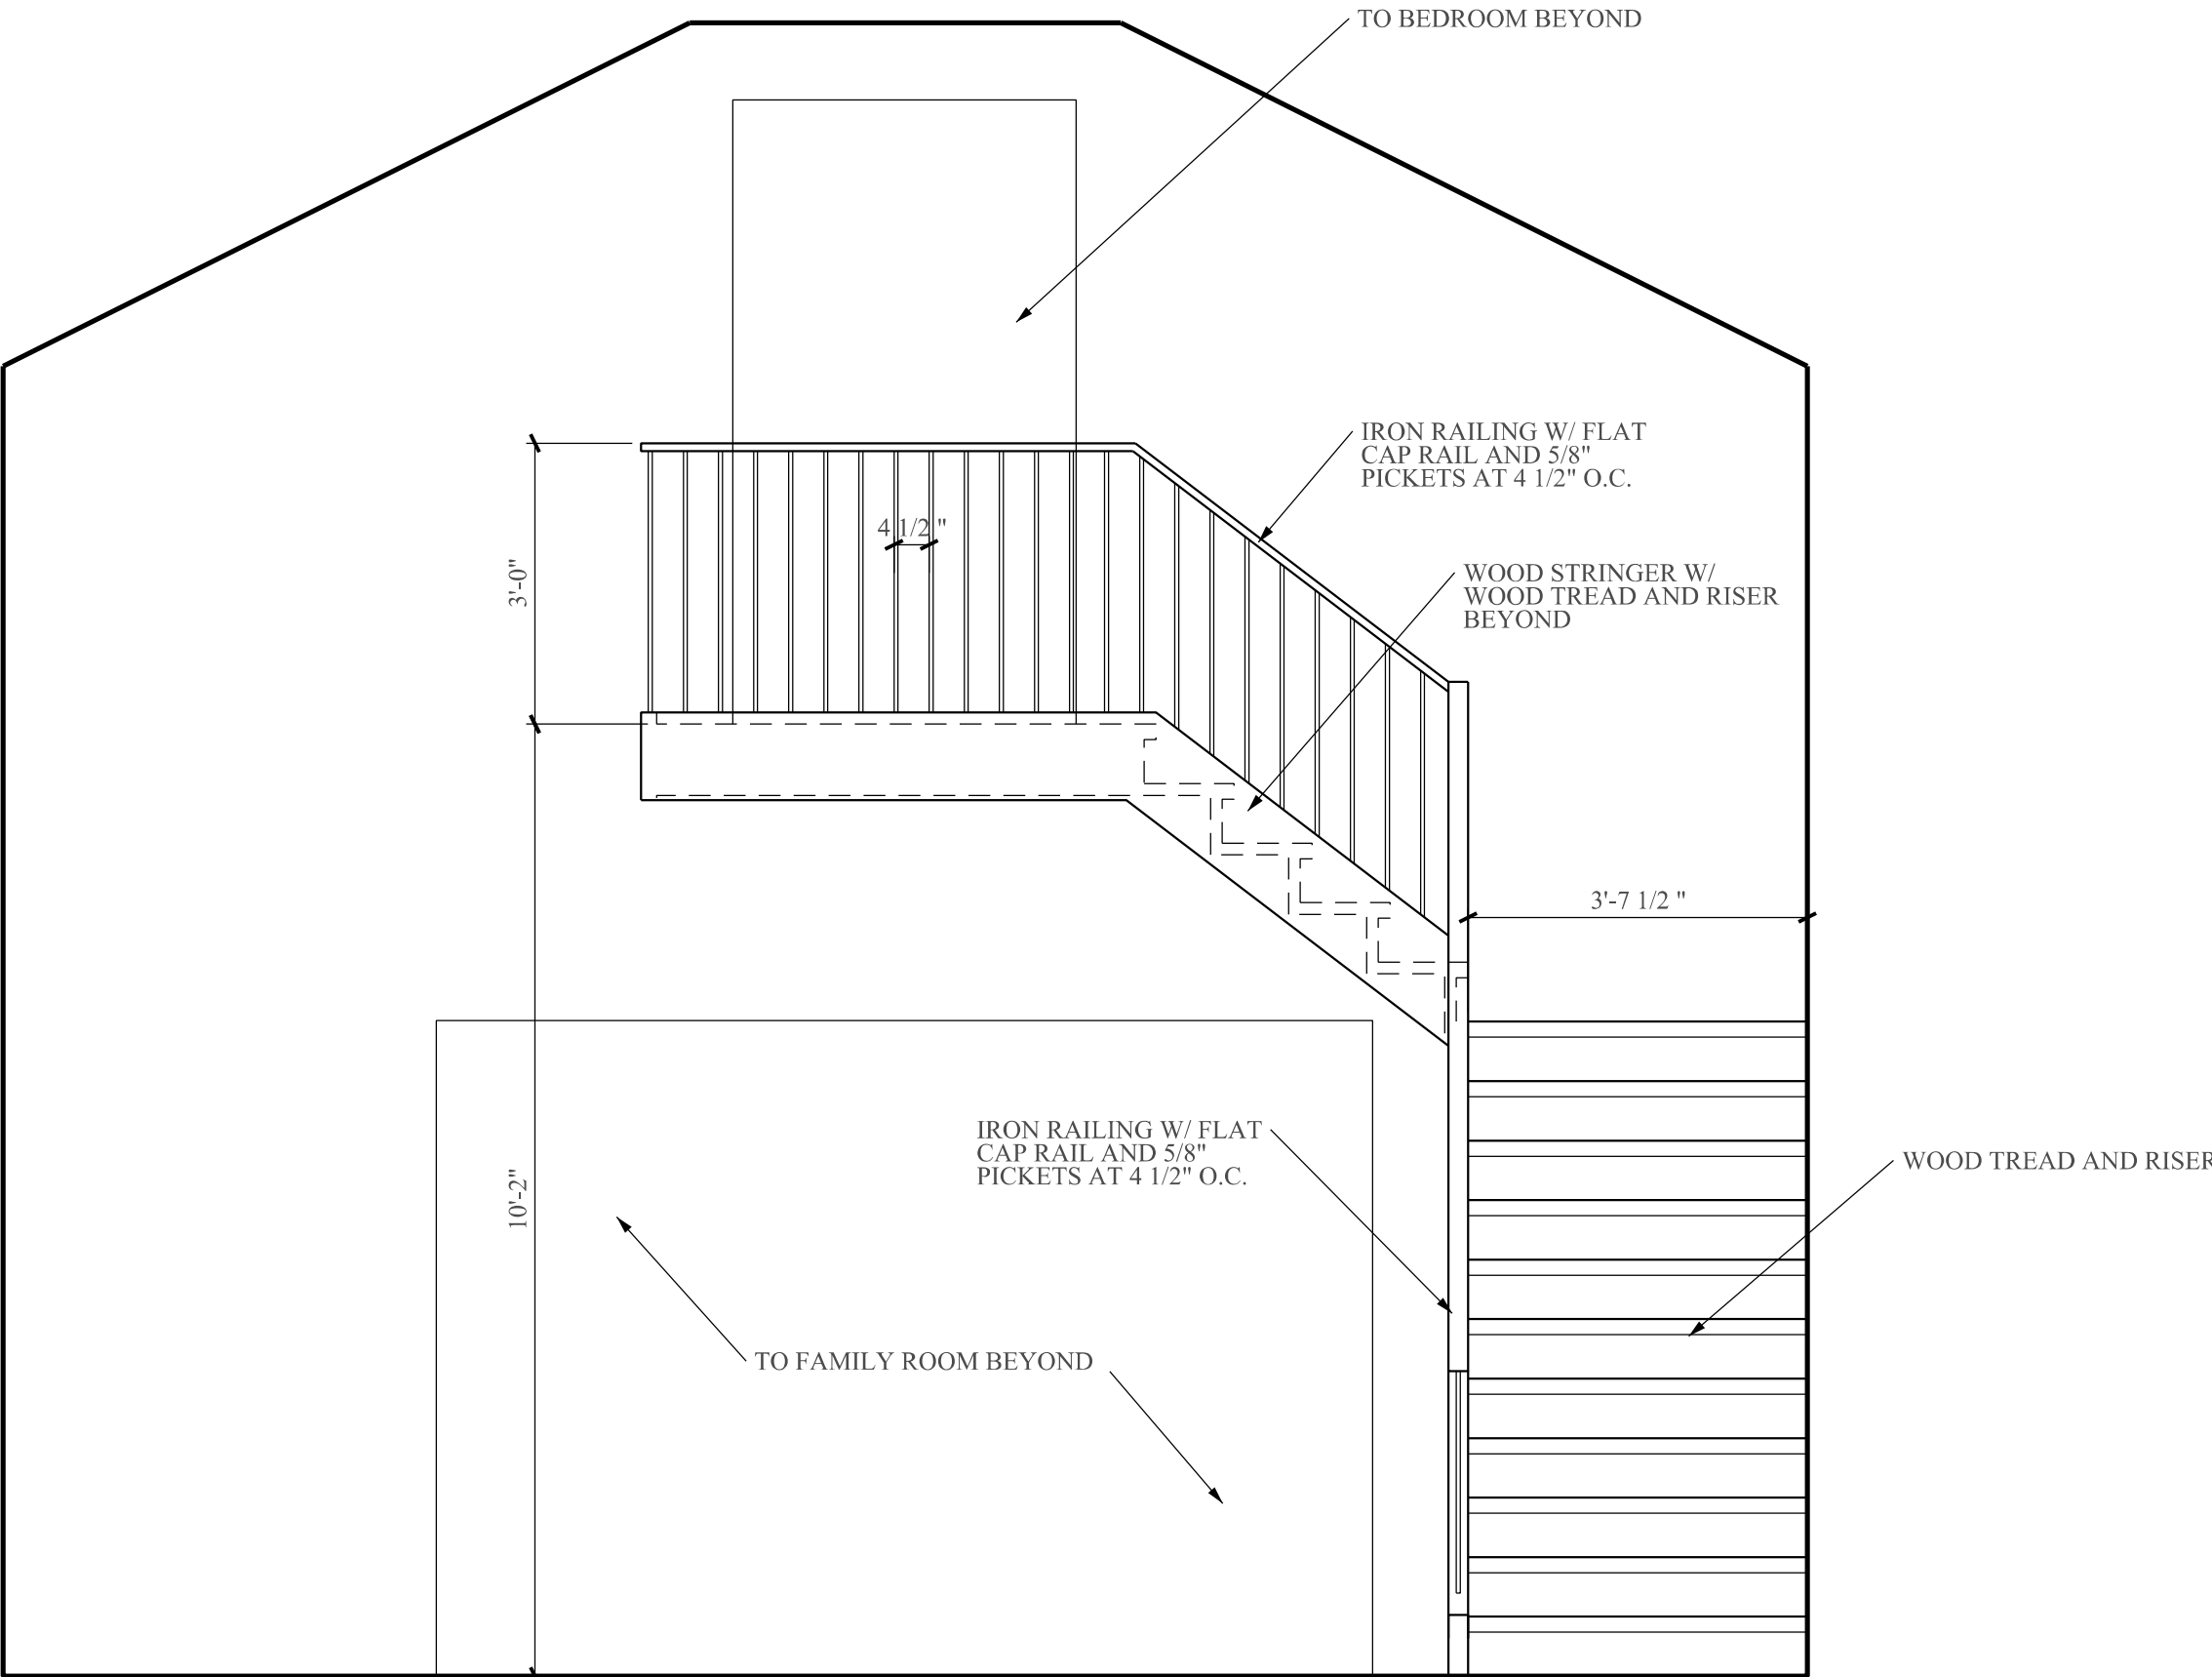 TO BEDROOM BEYOND
IRON RAILING W/ FLAT
CAP RAIL AND 5/8"
PICKETS AT 4 1/2" O.C.
4 1/2 "
3'-0"
WOOD STRINGER W/
WOOD TREAD AND RISER
BEYOND
3'-7 1/2 "
IRON RAILING W/ FLAT
CAP RAIL AND 5/8"
PICKETS AT 4 1/2" O.C.
WOOD TREAD AND RISER
10'-2"
TO FAMILY ROOM BEYOND